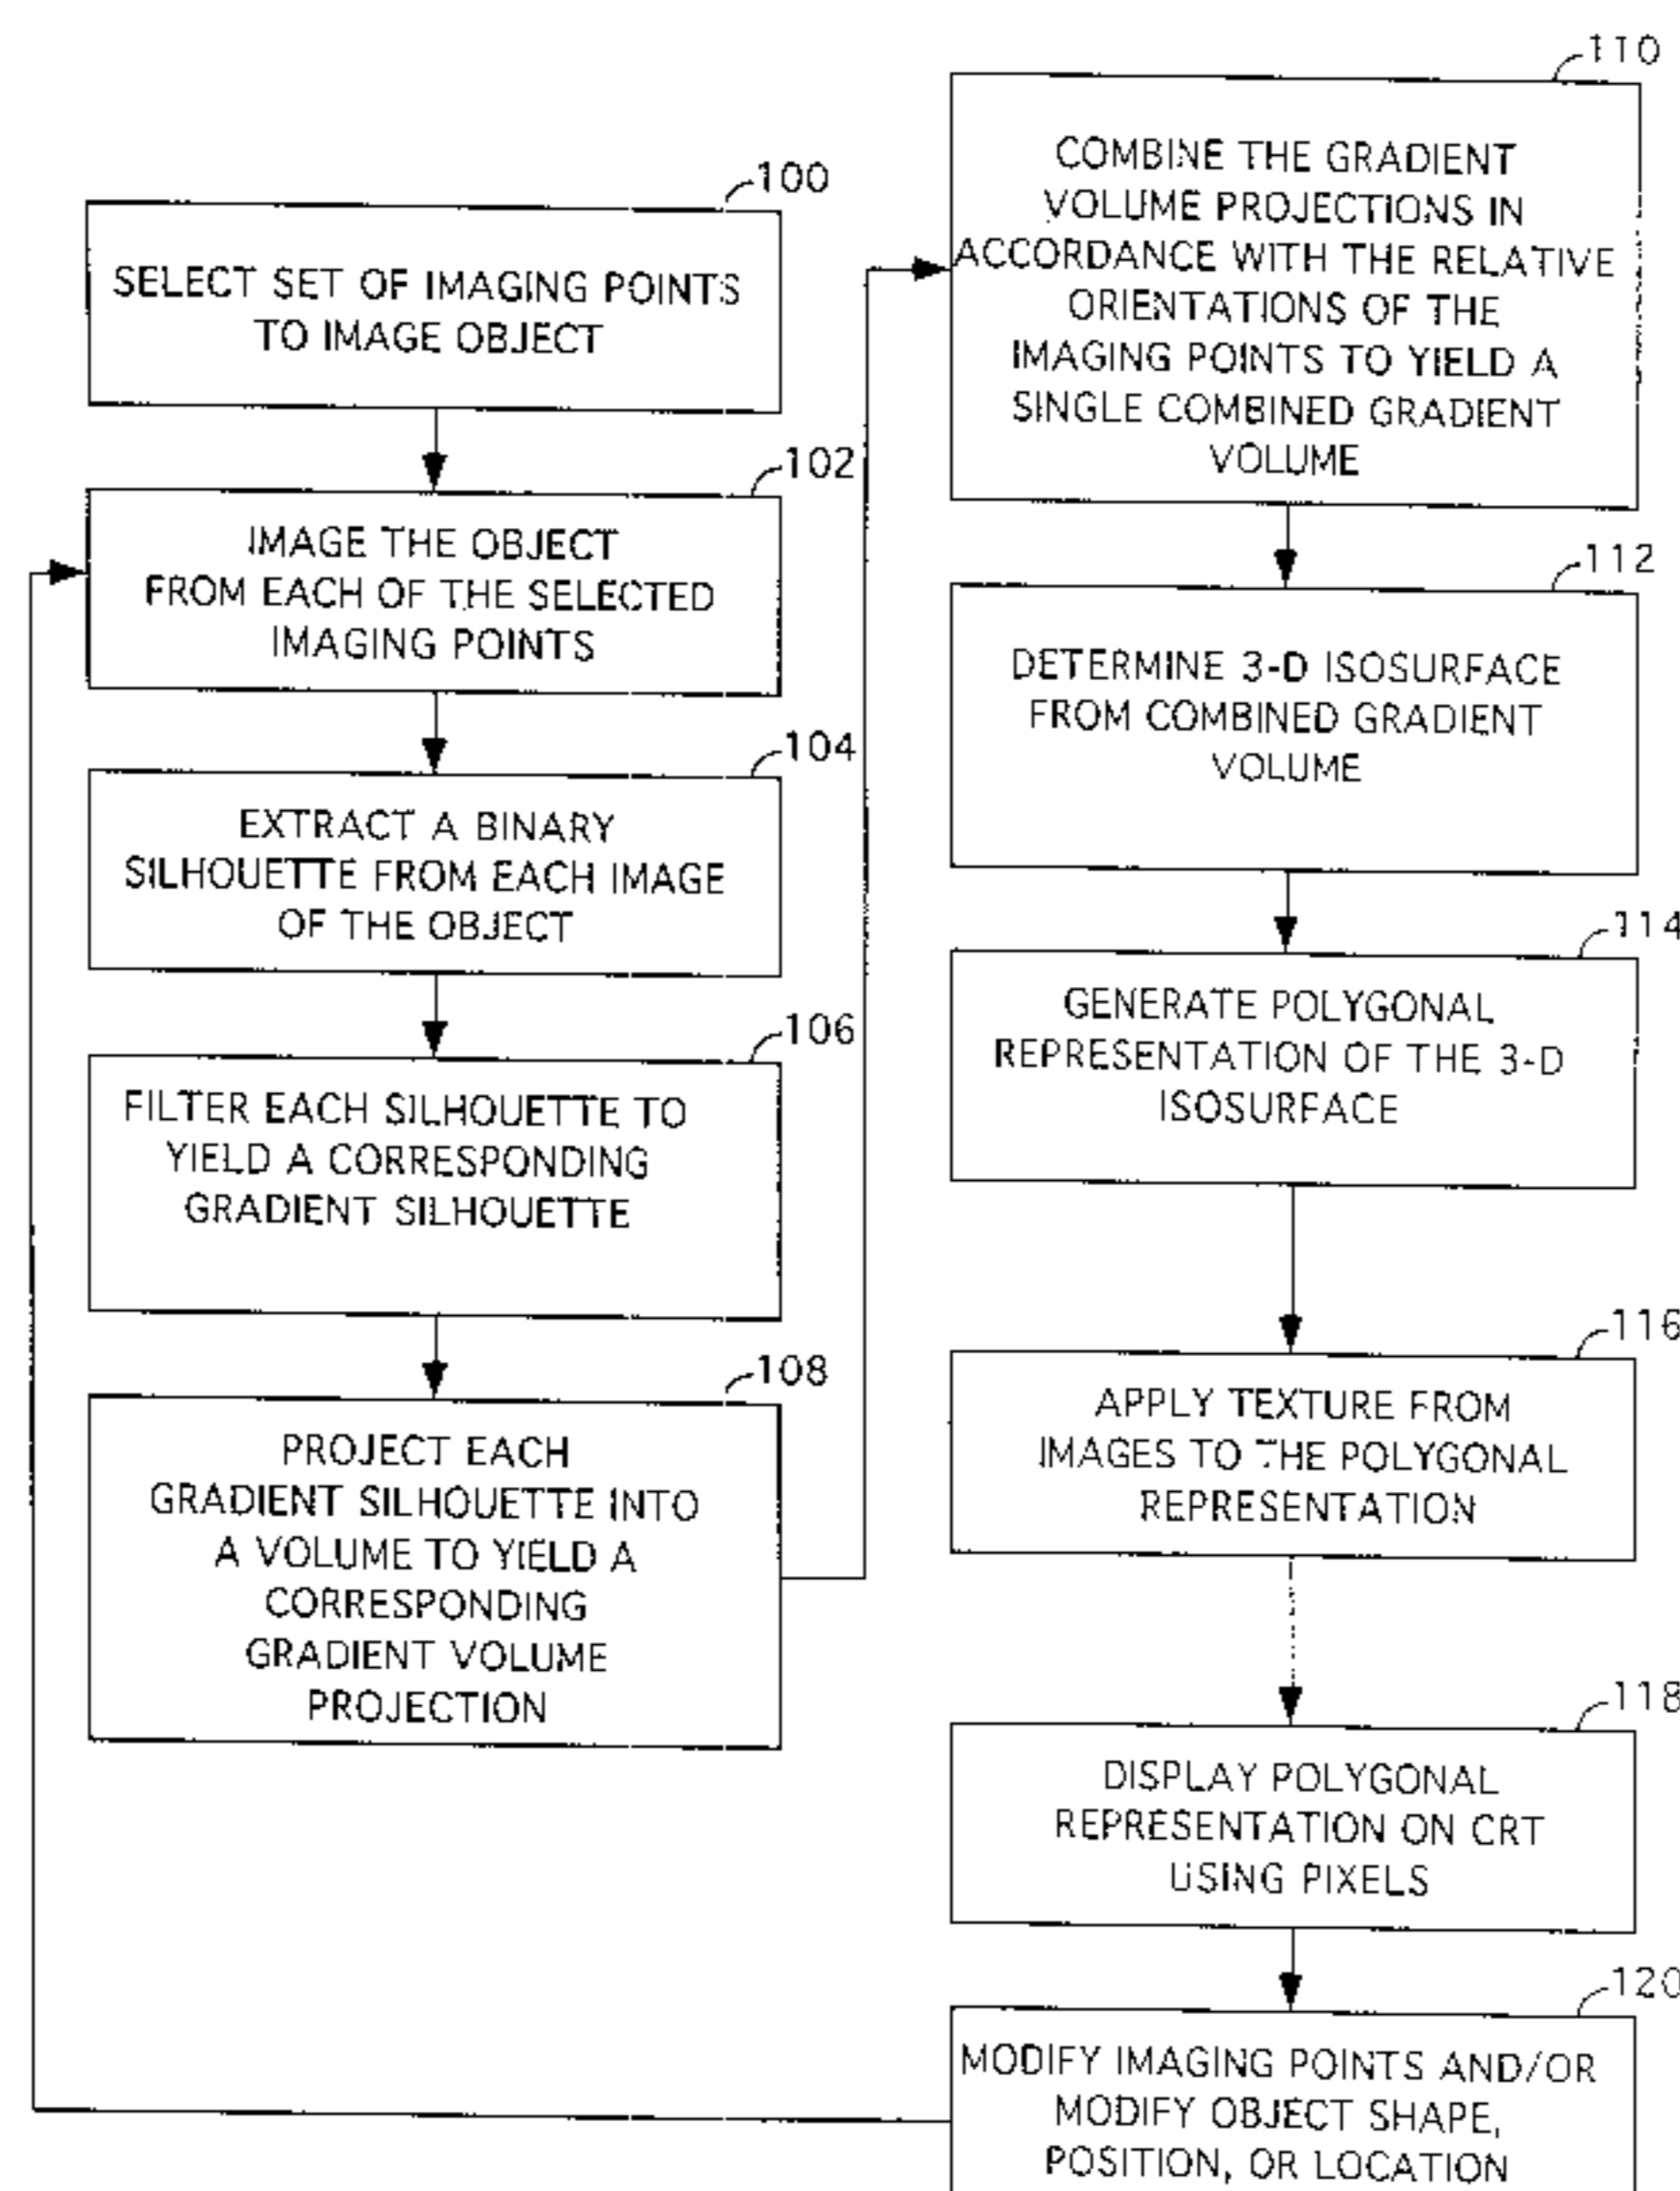 100
SELECT SET OF IMAGING POINTS
TO IMAGE OBJECT
102
IMAGE THE OBJECT
FROM EACH OF THE SELECTED
IMAGING POINTS
104
EXTRACT A BINARY
SILHOUETTE FROM EACH IMAGE
OF THE OBJECT
106
FILTER EACH SILHOUETTE TO
YIELD A CORRESPONDING
GRADIENT SILHOUETTE
108
PROJECT EACH
GRADIENT SILHOUETTE INTO
A VOLUME TO YIELD A
CORRESPONDING
GRADIENT VOLUME
PROJECTION
110
COMBINE THE GRADIENT
VOLUME PROJECTIONS IN
ACCORDANCE WITH THE RELATIVE
ORIENTATIONS OF THE
IMAGING POINTS TO YIELD A
SINGLE COMBINED GRADIENT
VOLUME
112
DETERMINE 3-D ISOSURFACE
FROM COMBINED GRADIENT
VOLUME
114
GENERATE POLYGONAL
REPRESENTATION OF THE 3-D
ISOSURFACE
116
APPLY TEXTURE FROM
IMAGES TO THE POLYGONAL
REPRESENTATION
118
DISPLAY POLYGONAL
REPRESENTATION ON CRT
USING PIXELS
120
MODIFY IMAGING POINTS AND/OR
MODIFY OBJECT SHAPE,
POSITION, OR LOCATION